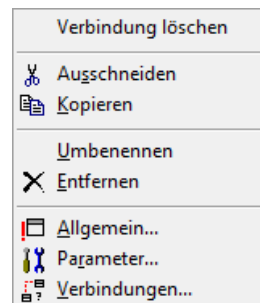 Verbindung löschen
Ausschneiden
Kopieren
Umbenennen
Entfernen
Allgemein...
Parameter...
Verbindungen...